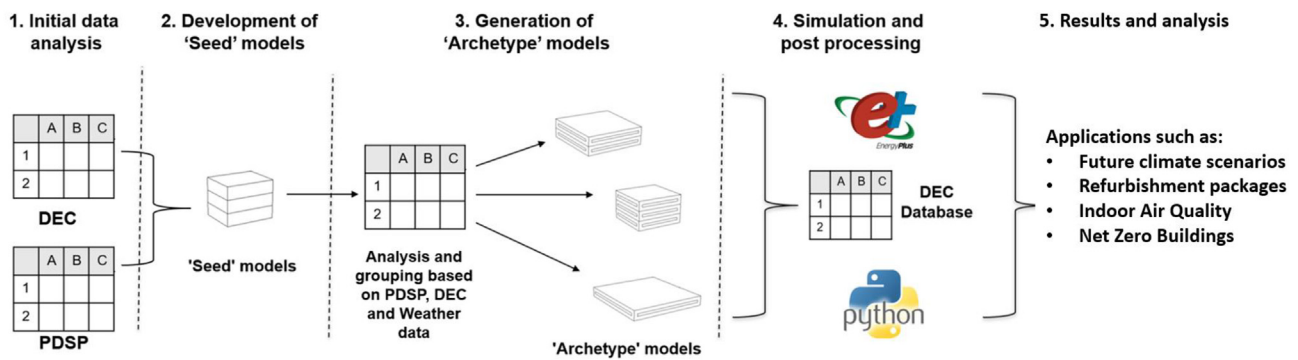 1. Initial data
analysis
2. Development of
‘Seed’ models
3. Generation of
‘Archetype’ models
4. Simulation and
post processing
5. Results and analysis
A B C
1
2
DEC
A B C
1
2
PDSP
'Seed' models
A B C
1
2
Analysis and
grouping based
on PDSP, DEC
and Weather
data
'Archetype' models
e+
EnergyPlus
A B C
1
2
DEC
Database
python
Applications such as:
• Future climate scenarios
• Refurbishment packages
• Indoor Air Quality
• Net Zero Buildings